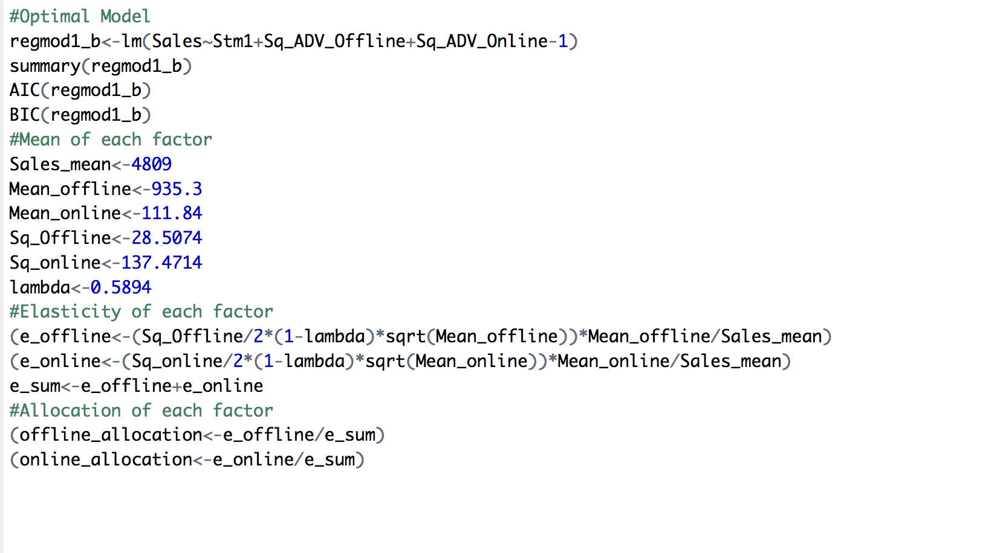 #Optimal Model
regmod1_b<-lm(Sales~Stm1+Sq_ADV_Offline+Sq_ADV_Online-1)
summary(regmod1_b)
AIC(regmod1_b)
BIC(regmod1_b)
#Mean of each factor
Sales_mean<-4809
Mean_offline<-935.3
Mean_online<-111.84
Sq_Offline<-28.5074
Sq_online<-137.4714
lambda<-0.5894
#Elasticity of each factor
(e_offline<-(Sq_Offline/2*(1-lambda)*sqrt(Mean_offline))*Mean_offline/Sales_mean)
(e_online<-(Sq_online/2*(1-lambda)*sqrt(Mean_online))*Mean_online/Sales_mean)
e_sum<-e_offline+e_online
#Allocation of each factor
(offline_allocation<-e_offline/e_sum)
(online_allocation<-e_online/e_sum)